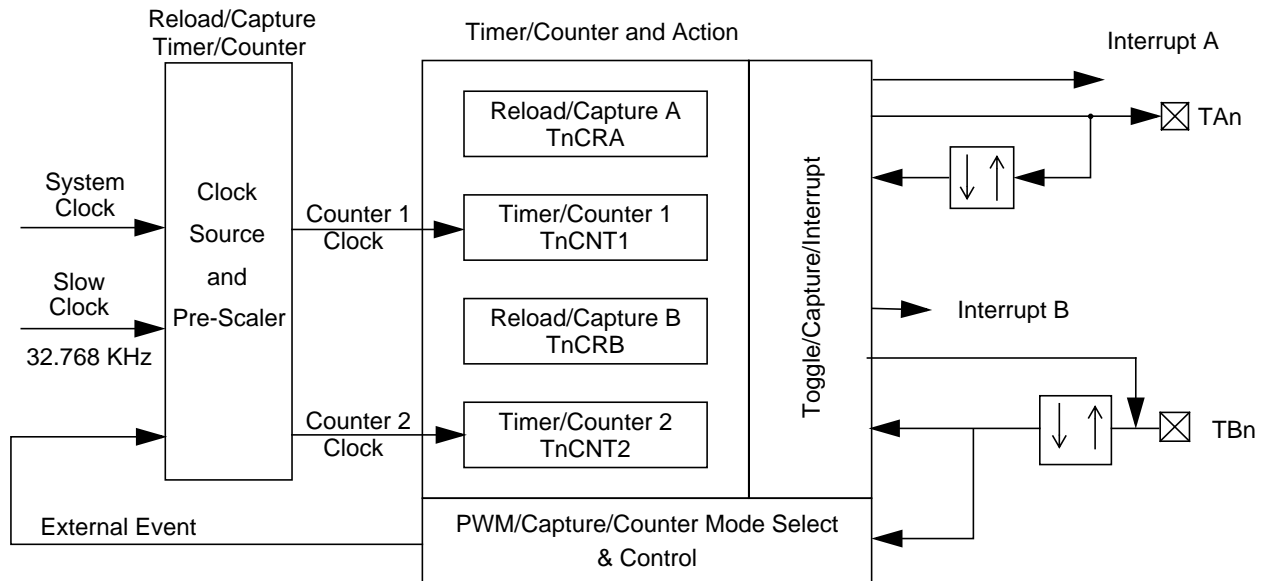 Reload/Capture
Timer/Counter
Timer/Counter and Action
Interrupt A
Reload/Capture A
TnCRA
TAn
System
Clock
Clock
Source
and
Pre-Scaler
Counter 1
Clock
Timer/Counter 1
TnCNT1
Toggle/Capture/Interrupt
Slow
Clock
32.768 KHz
Reload/Capture B
TnCRB
Interrupt B
Counter 2
Clock
Timer/Counter 2
TnCNT2
TBn
External Event
PWM/Capture/Counter Mode Select
& Control